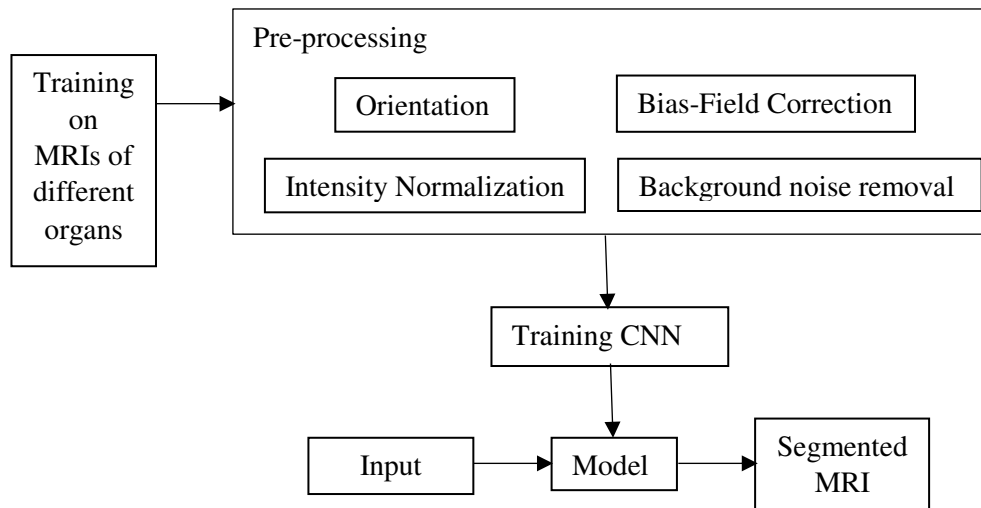 Training
on
MRIs of
different
organs
Pre-processing
Orientation
Bias-Field Correction
Intensity Normalization
Background noise removal
Training CNN
Input
Model
Segmented
MRI